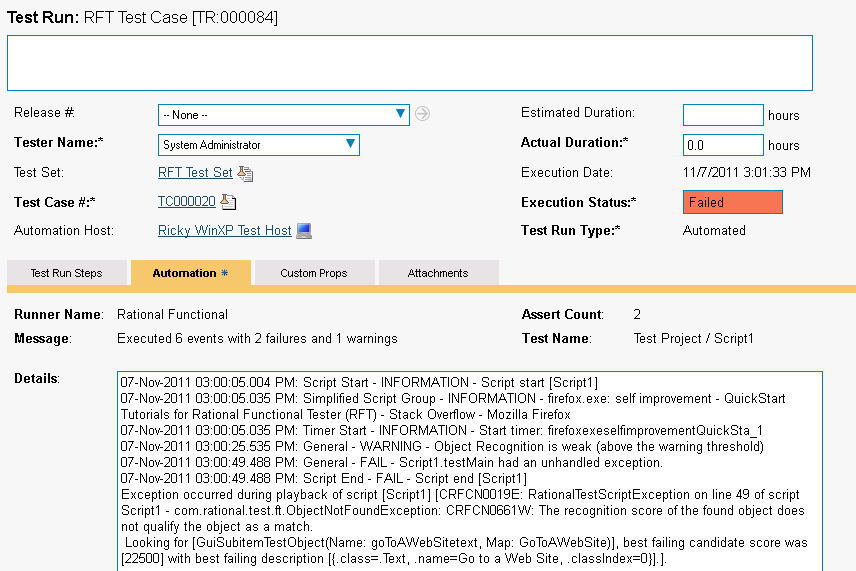 Test Run: RFT Test Case [TR:000084]
Release #: -- None -- Estimated Duration: hours
Tester Name:* System Administrator Actual Duration:* 0.0 hours
Test Set: RFT Test Set Execution Date: 11/7/2011 3:01:33 PM
Test Case #:* TC000020 Execution Status:* Failed
Automation Host: Ricky WinXP Test Host Test Run Type:* Automated
Test Run Steps Automation * Custom Props Attachments
Runner Name: Rational Functional Assert Count: 2
Message: Executed 6 events with 2 failures and 1 warnings Test Name: Test Project / Script1
Details: 07-Nov-2011 03:00:05.004 PM: Script Start - INFORMATION - Script start [Script1]
07-Nov-2011 03:00:05.035 PM: Simplified Script Group - INFORMATION - firefox.exe: self improvement - QuickStart
Tutorials for Rational Functional Tester (RFT) - Stack Overflow - Mozilla Firefox
07-Nov-2011 03:00:05.035 PM: Timer Start - INFORMATION - Start timer: firefoxexeselfimprovementQuickSta_1
07-Nov-2011 03:00:25.535 PM: General - WARNING - Object Recognition is weak (above the warning threshold)
07-Nov-2011 03:00:49.488 PM: General - FAIL - Script1.testMain had an unhandled exception.
07-Nov-2011 03:00:49.488 PM: Script End - FAIL - Script end [Script1]
Exception occurred during playback of script [Script1] [CRFCN0019E: RationalTestScriptException on line 49 of script
Script1 - com.rational.test.ft.ObjectNotFoundException: CRFCN0661W: The recognition score of the found object does
not qualify the object as a match.
Looking for [GuiSubitemTestObject(Name: goToAWebSitetext, Map: GoToAWebSite)], best failing candidate score was
[22500] with best failing description [{.class=.Text, .name=Go to a Web Site, .classIndex=0}].].